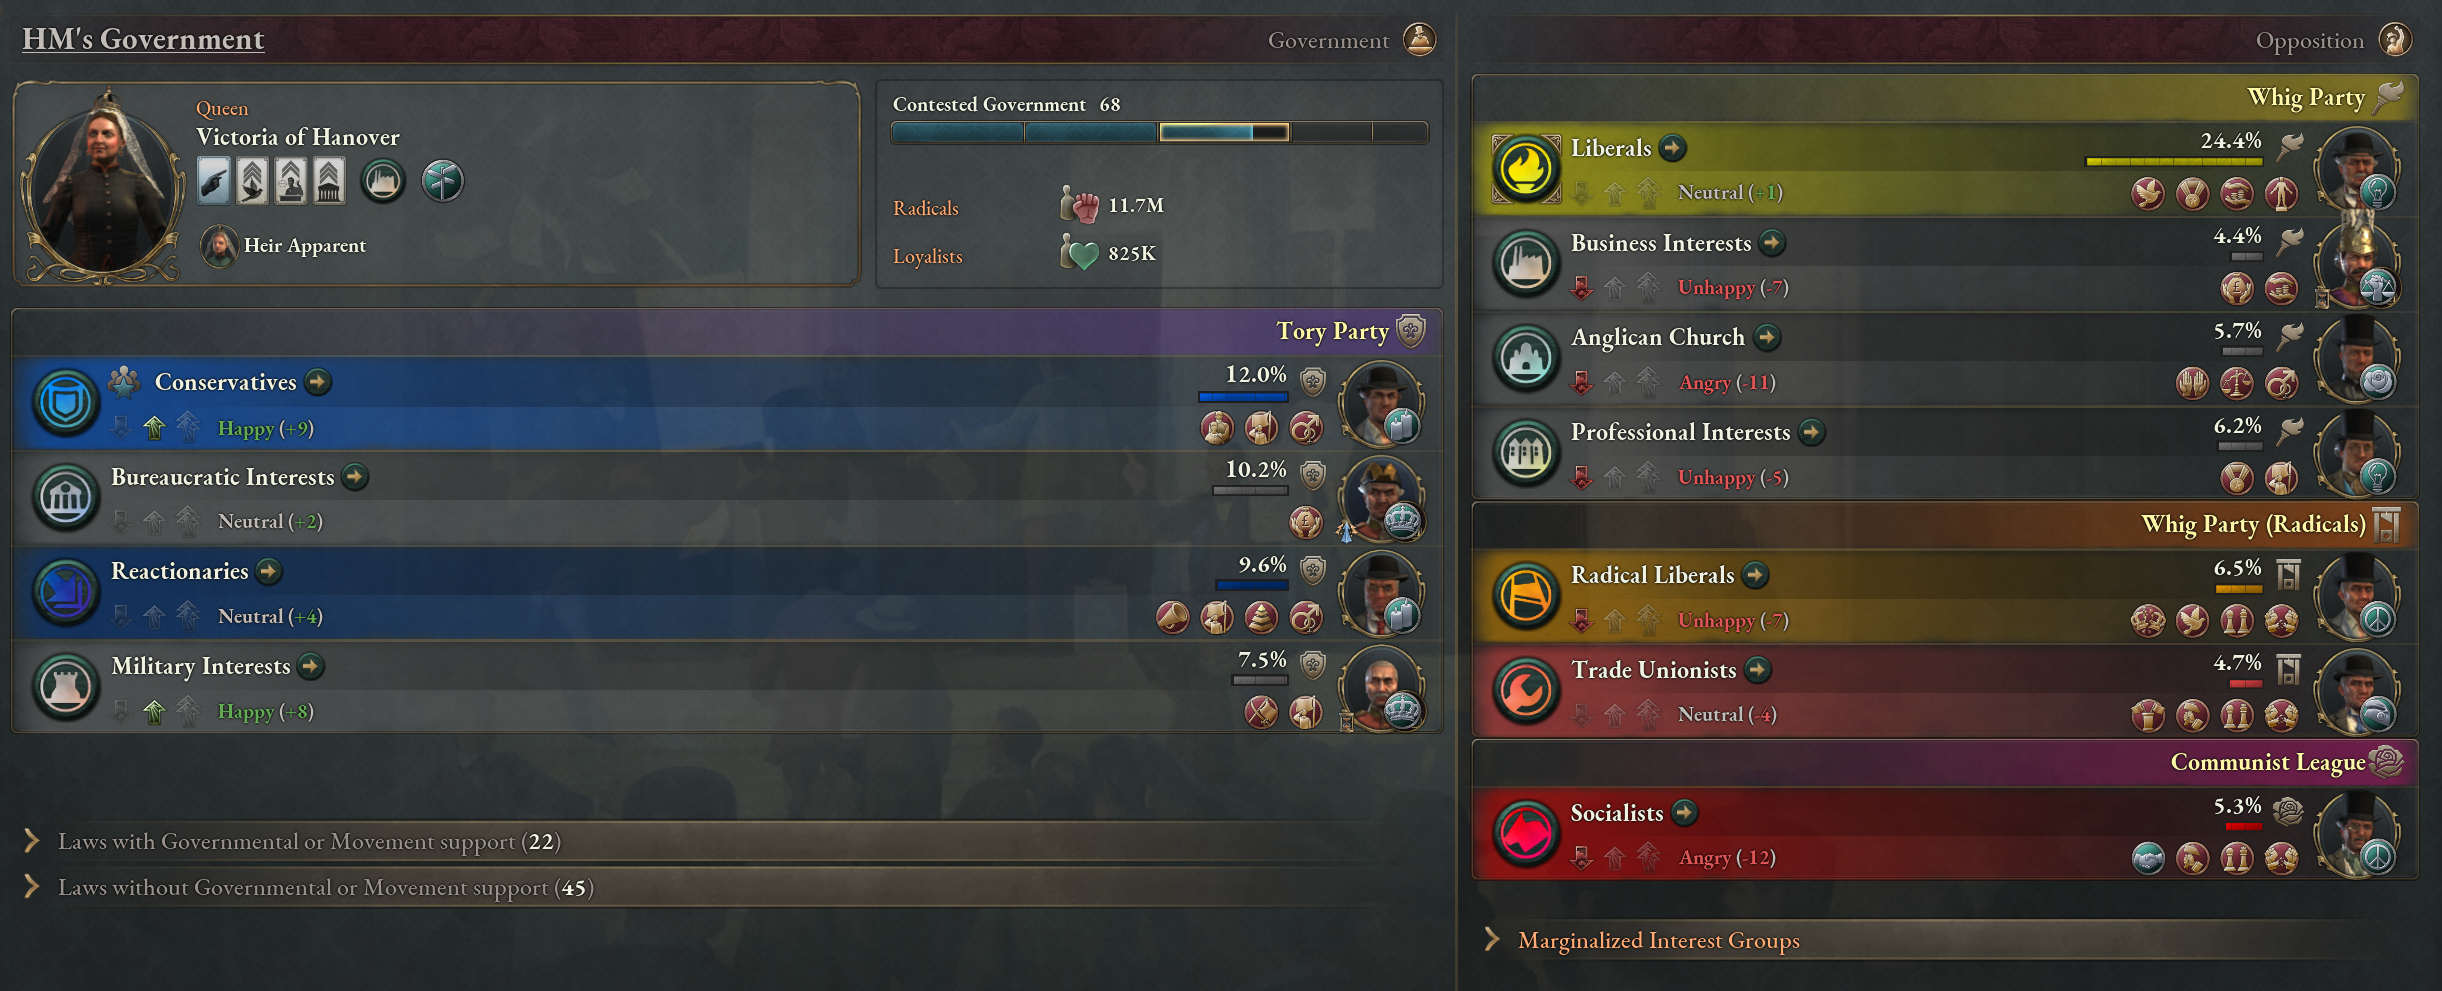 HM's Government
Government
Queen
Victoria of Hanover
Heir Apparent
Contested Government 68
Radicals 11.7M
Loyalists 825K
Tory Party
Conservatives 12.0%
Happy (+9)
Bureaucratic Interests 10.2%
Neutral (+2)
Reactionaries 9.6%
Neutral (+4)
Military Interests 7.5%
Happy (+8)
Laws with Governmental or Movement support (22)
Laws without Governmental or Movement support (45)
Opposition
Whig Party
Liberals 24.4%
Neutral (+1)
Business Interests 4.4%
Unhappy (-7)
Anglican Church 5.7%
Angry (-11)
Professional Interests 6.2%
Unhappy (-5)
Whig Party (Radicals)
Radical Liberals 6.5%
Unhappy (-7)
Trade Unionists 4.7%
Neutral (-4)
Communist League
Socialists 5.3%
Angry (-12)
Marginalized Interest Groups